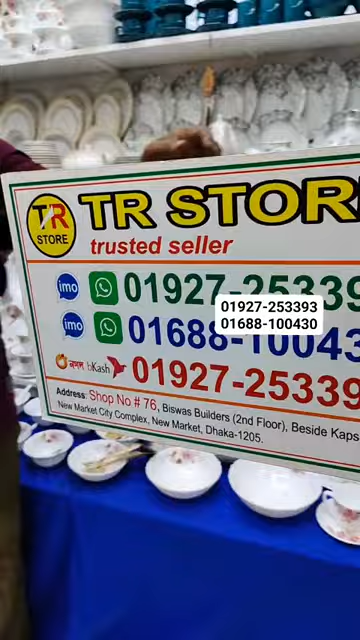 TR
STORE
TR STOR
trusted seller
imo 01927-25339
01927-253393
01688-100430
imo 01688-10043
নগদ bKash 01927-25339
Address: Shop No.# 76, Biswas Builders (2nd Floor), Beside Kaps
New Market City Complex, New Market, Dhaka-1205.